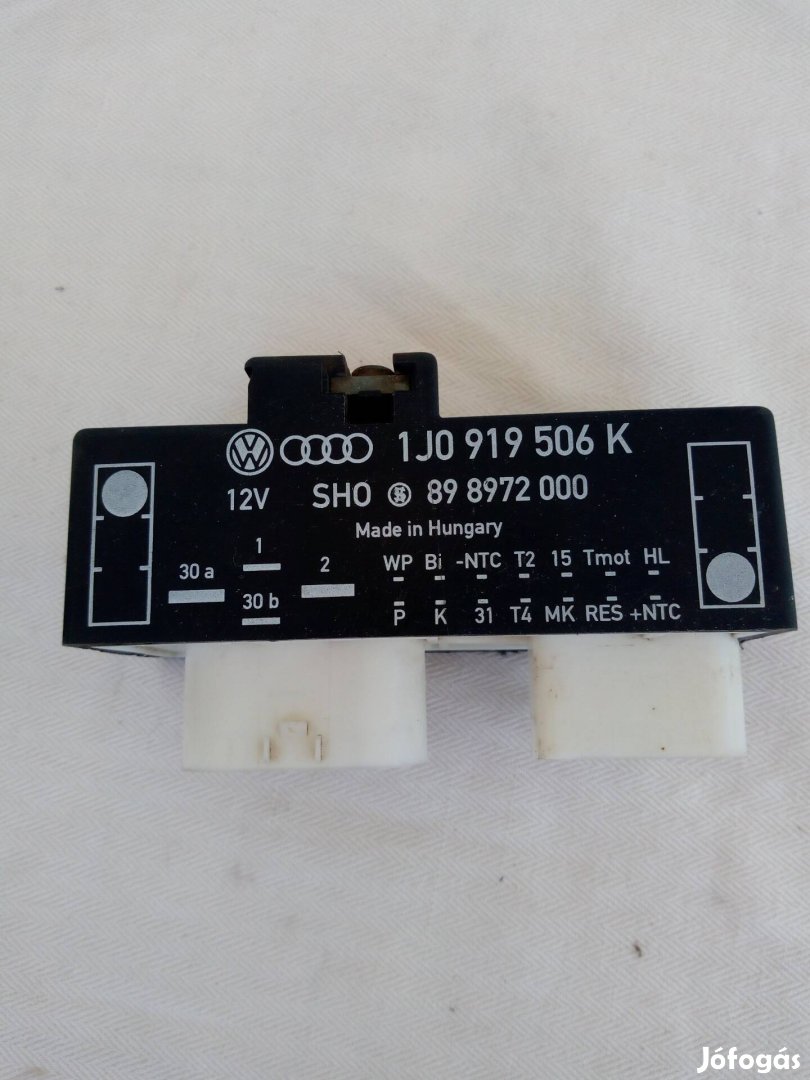 1J0 919 506 K
12V SHO 89 8972 000
Made in Hungary
30 a 1 2 WP Bi -NTC T2 15 Tmot HL
30 b P K 31 T4 MK RES +NTC
Jófogás